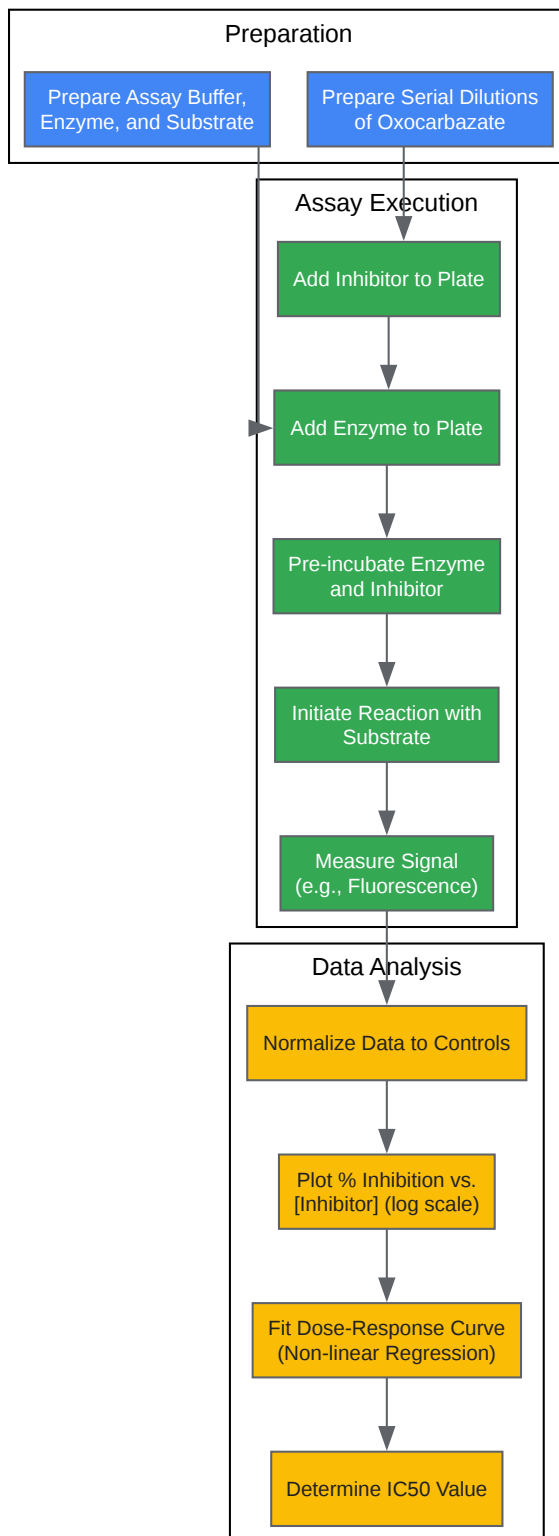 Preparation
Prepare Assay Buffer,
Enzyme, and Substrate
Prepare Serial Dilutions
of Oxocarbazate
Assay Execution
Add Inhibitor to Plate
Add Enzyme to Plate
Pre-incubate Enzyme
and Inhibitor
Initiate Reaction with
Substrate
Measure Signal
(e.g., Fluorescence)
Data Analysis
Normalize Data to Controls
Plot % Inhibition vs.
[Inhibitor] (log scale)
Fit Dose-Response Curve
(Non-linear Regression)
Determine IC50 Value